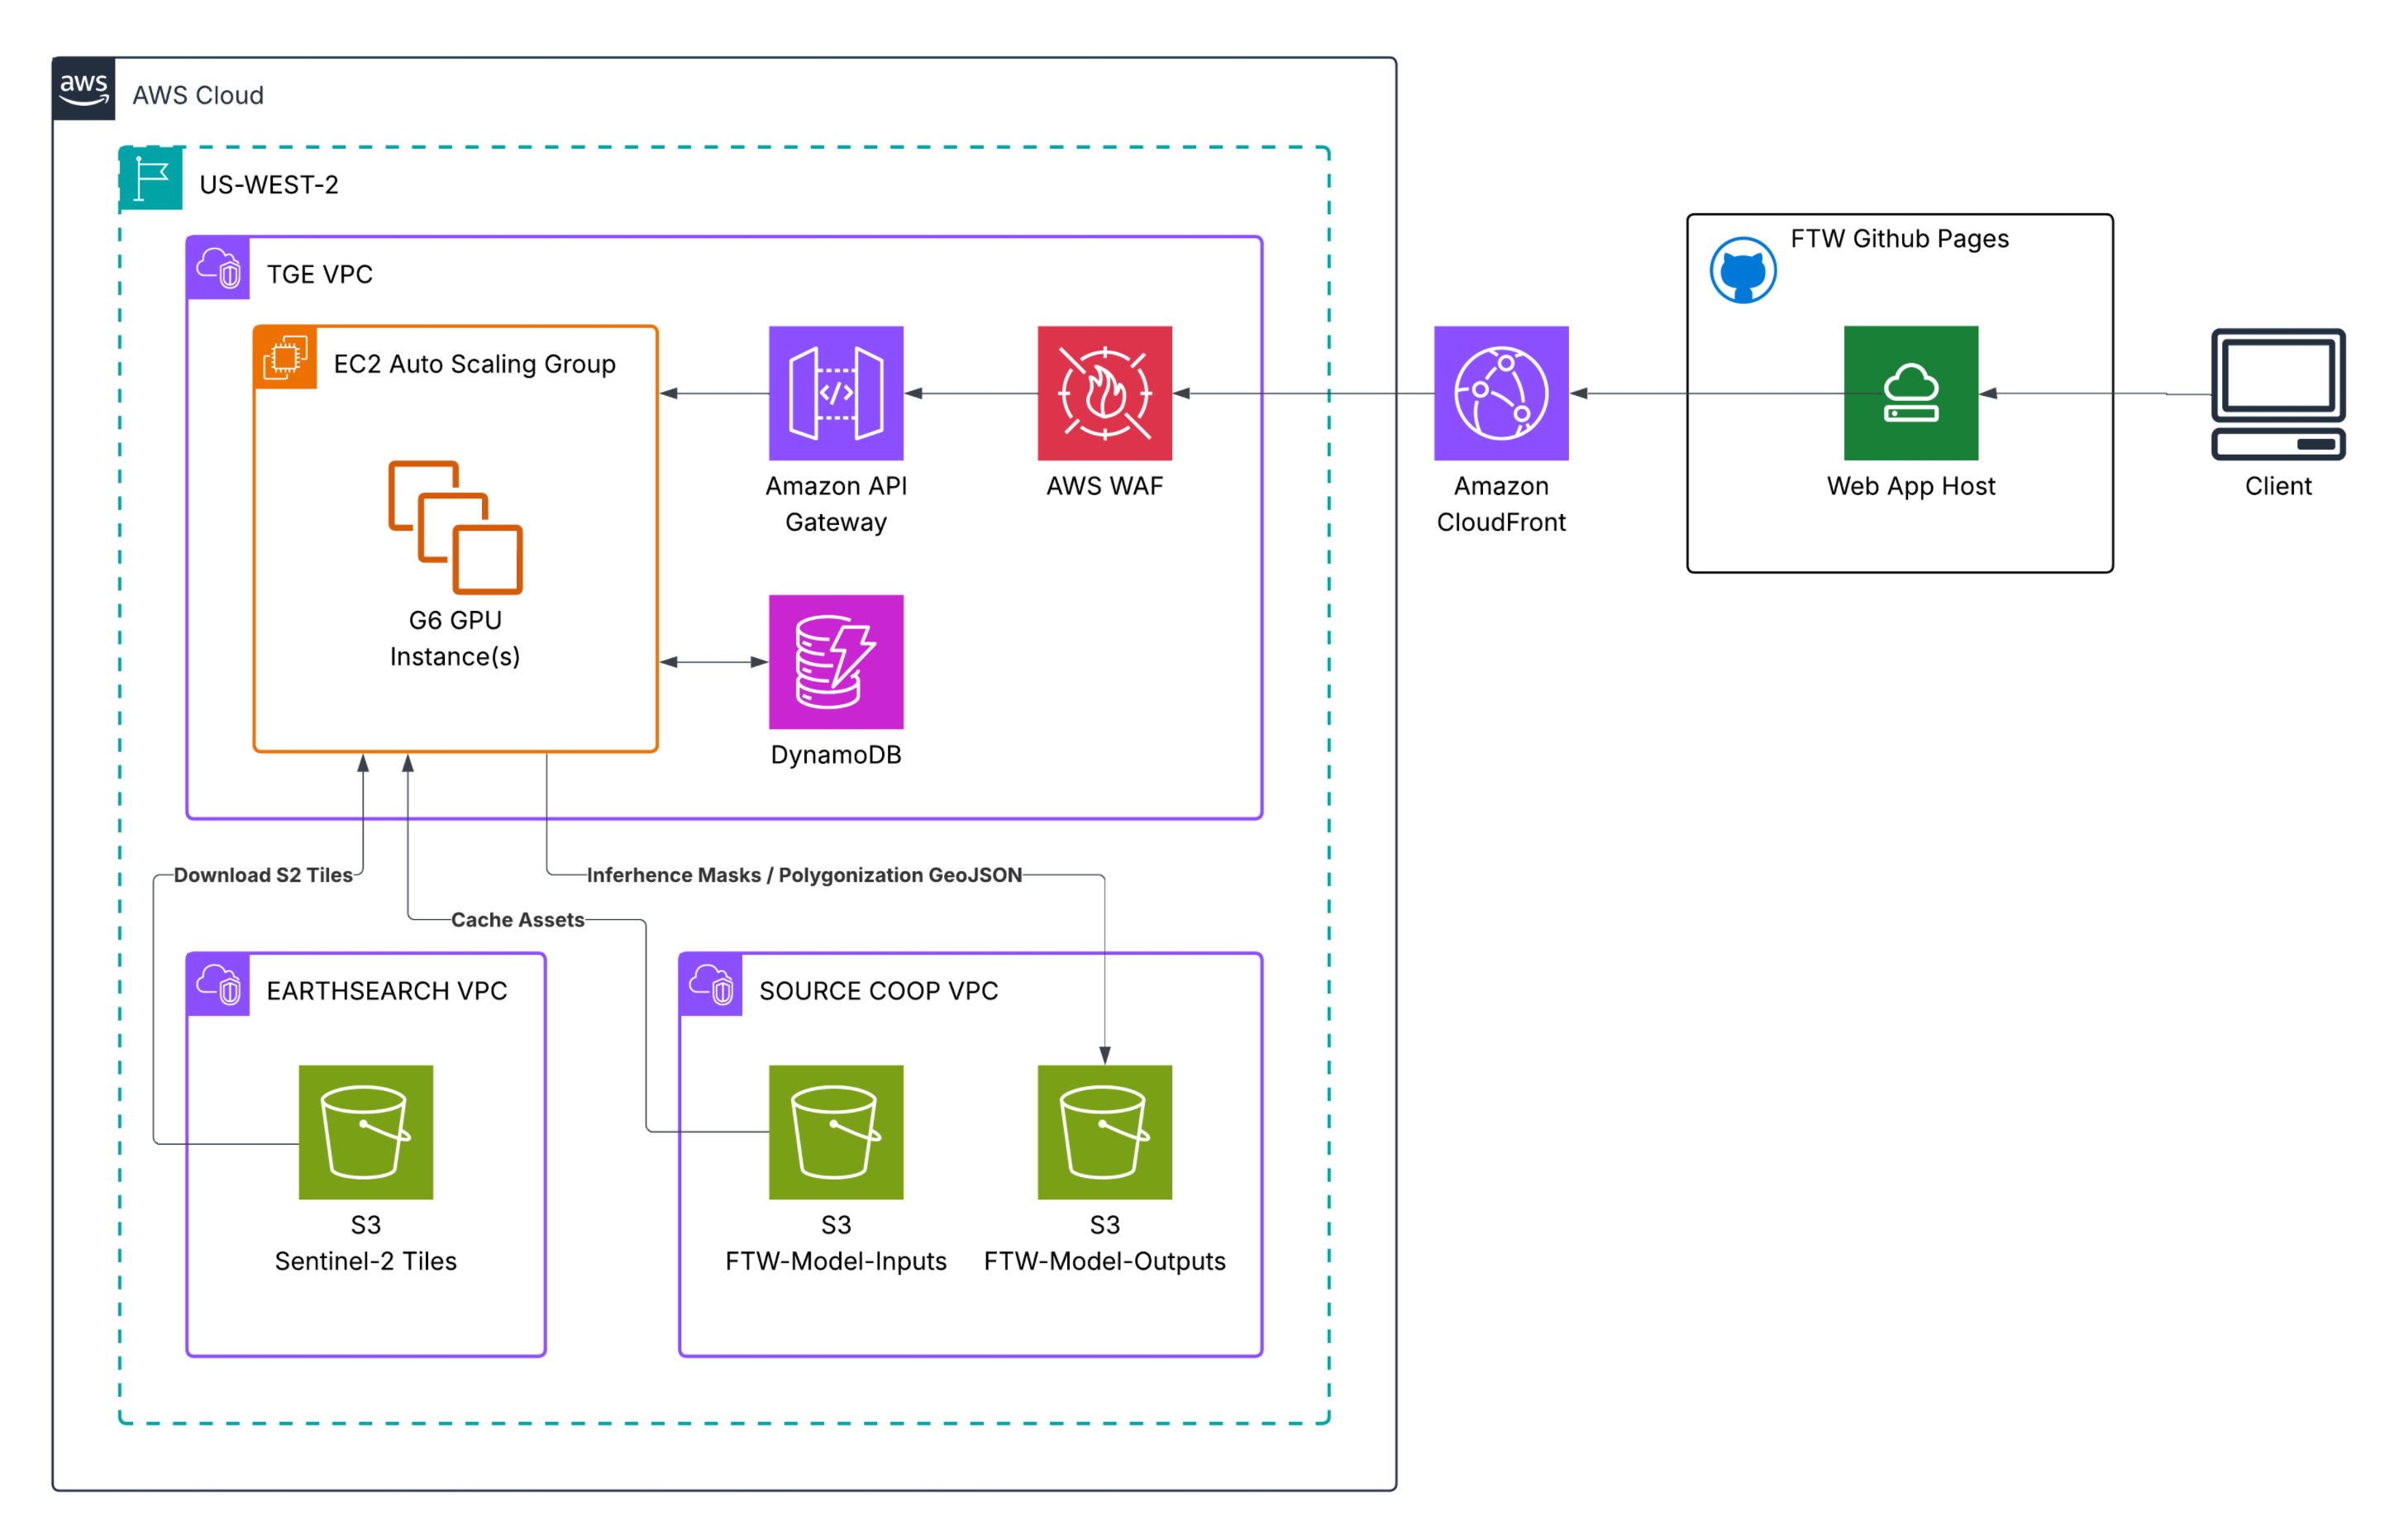 aws
AWS Cloud
US-WEST-2
TGE VPC
EC2 Auto Scaling Group
G6 GPU
Instance(s)
Amazon API
Gateway
AWS WAF
DynamoDB
Amazon
CloudFront
FTW Github Pages
Web App Host
Client
Download S2 Tiles
Inferhence Masks / Polygonization GeoJSON
Cache Assets
EARTHSEARCH VPC
S3
Sentinel-2 Tiles
SOURCE COOP VPC
S3
FTW-Model-Inputs
S3
FTW-Model-Outputs